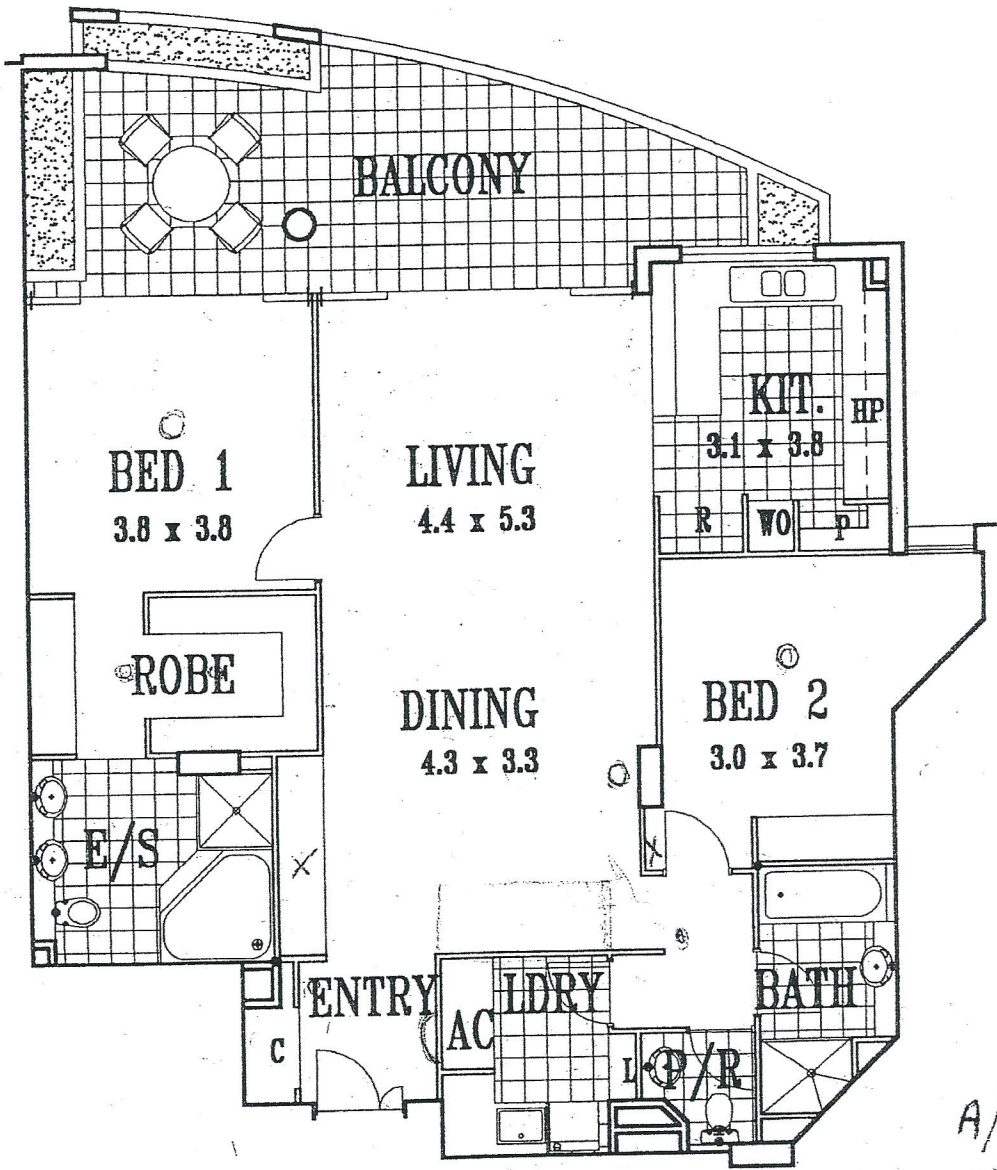 BALCONY
KIT.
3.1 x 3.8
HP
BED 1
3.8 x 3.8
LIVING
4.4 x 5.3
R
WO
P
ROBE
DINING
4.3 x 3.3
BED 2
3.0 x 3.7
E/S
X
X
ENTRY
AC
LDRY
BATH
C
L
P/R
A/